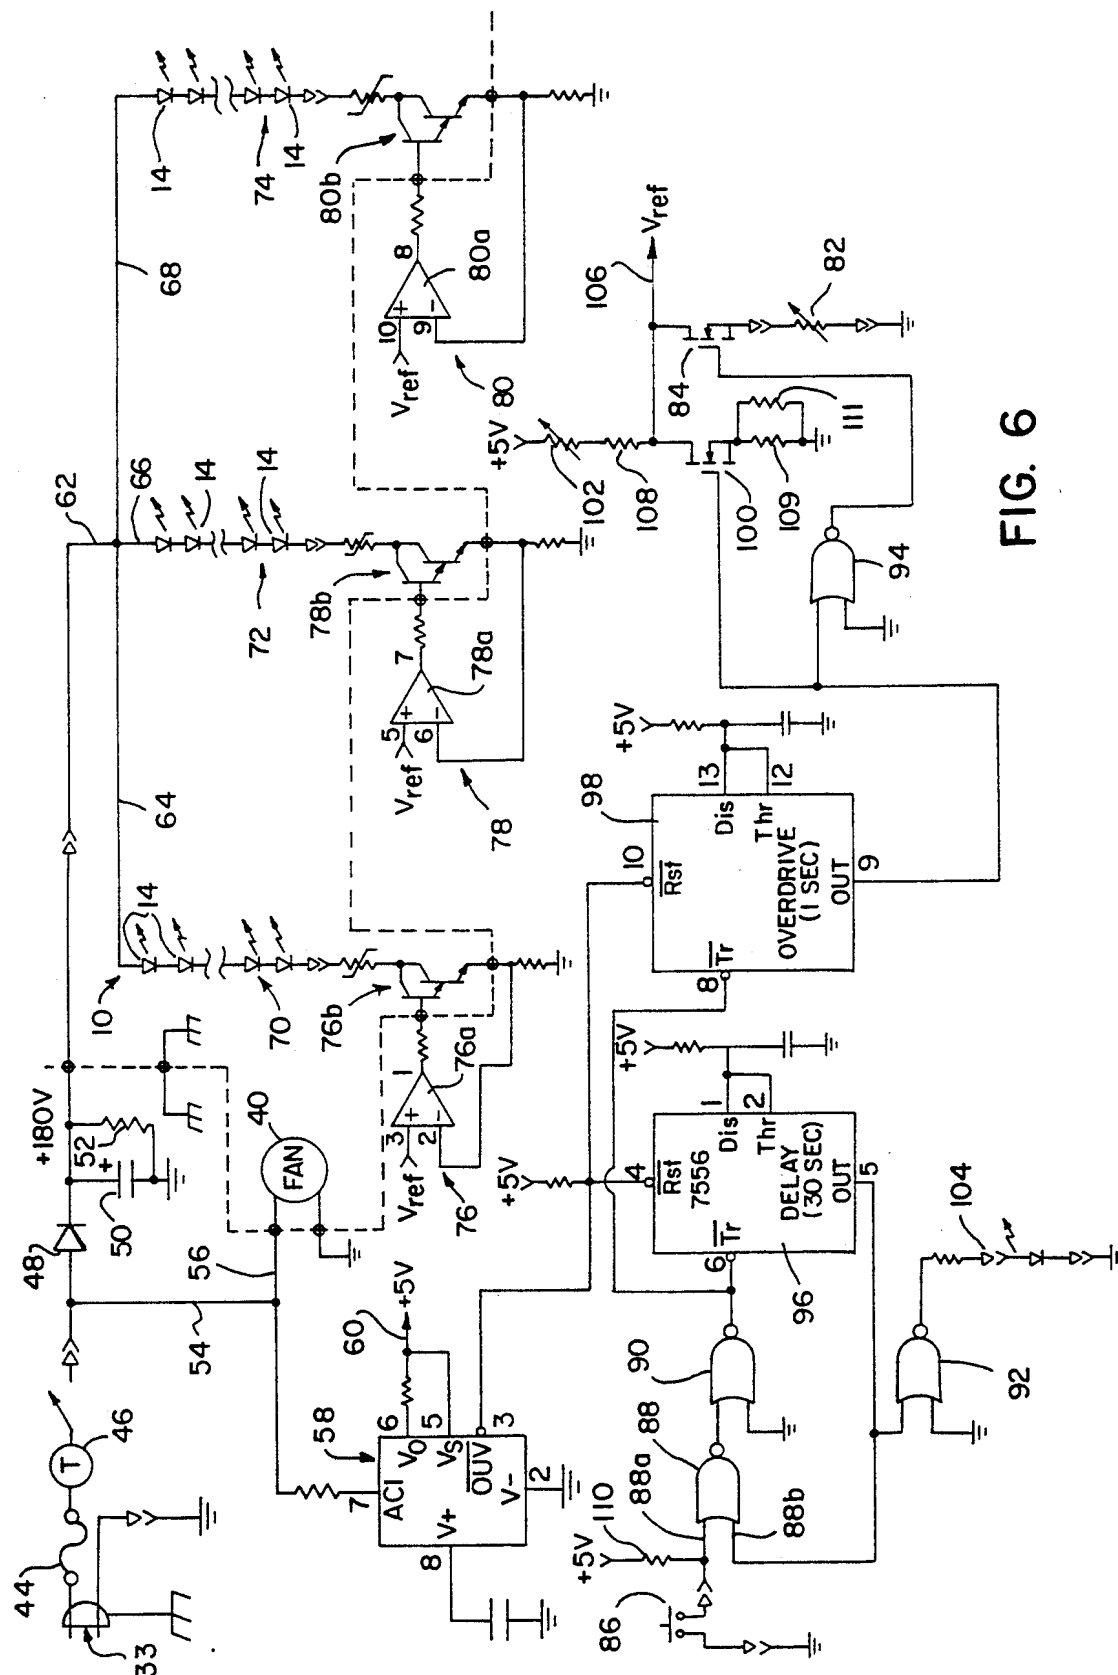 33
44
T
46
48
+180V
50
+
52
54
56
FAN
40
10
14
64
62
66
68
70
72
14
14
74
14
14
58
60
+5V
7
ACI
6
VO
5
VS
OUV
3
8
V+
V-
2
Vref
3
+
2
-
1
76
76a
76b
Vref
5
+
6
-
7
78
78a
78b
Vref
10
+
9
-
8
80
80a
80b
+5V
86
110
88a
88b
88
90
92
104
+5V
4
Rst
7556
6
Tr
DELAY
(30 SEC)
OUT
5
Dis
1
Thr
2
+5V
96
98
10
Rst
8
Tr
OVERDRIVE
(1 SEC)
OUT
9
Dis
13
Thr
12
+5V
+5V
102
108
106
Vref
100
109
111
84
82
94
FIG. 6